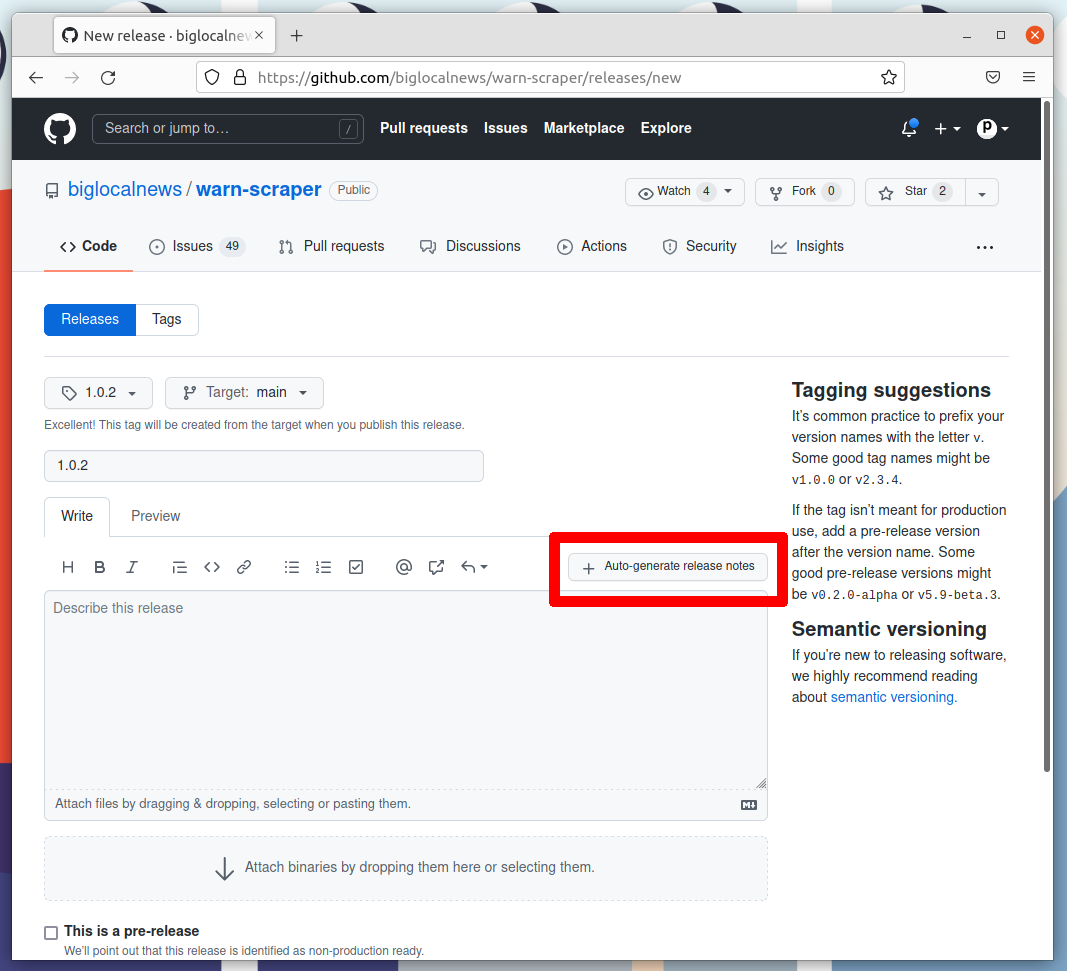 New release · biglocalnew
https://github.com/biglocalnews/warn-scraper/releases/new
Search or jump to… / Pull requests Issues Marketplace Explore
biglocalnews / warn-scraper Public
Watch 4 Fork 0 Star 2
Code Issues 49 Pull requests Discussions Actions Security Insights
Releases Tags
1.0.2 Target: main
Excellent! This tag will be created from the target when you publish this release.
1.0.2
Write Preview
Auto-generate release notes
Describe this release
Attach files by dragging & dropping, selecting or pasting them.
Attach binaries by dropping them here or selecting them.
This is a pre-release
We'll point out that this release is identified as non-production ready.
Tagging suggestions
It's common practice to prefix your
version names with the letter v.
Some good tag names might be
v1.0.0 or v2.3.4.
If the tag isn't meant for production
use, add a pre-release version
after the version name. Some
good pre-release versions might
be v0.2.0-alpha or v5.9-beta.3.
Semantic versioning
If you're new to releasing software,
we highly recommend reading
about semantic versioning.